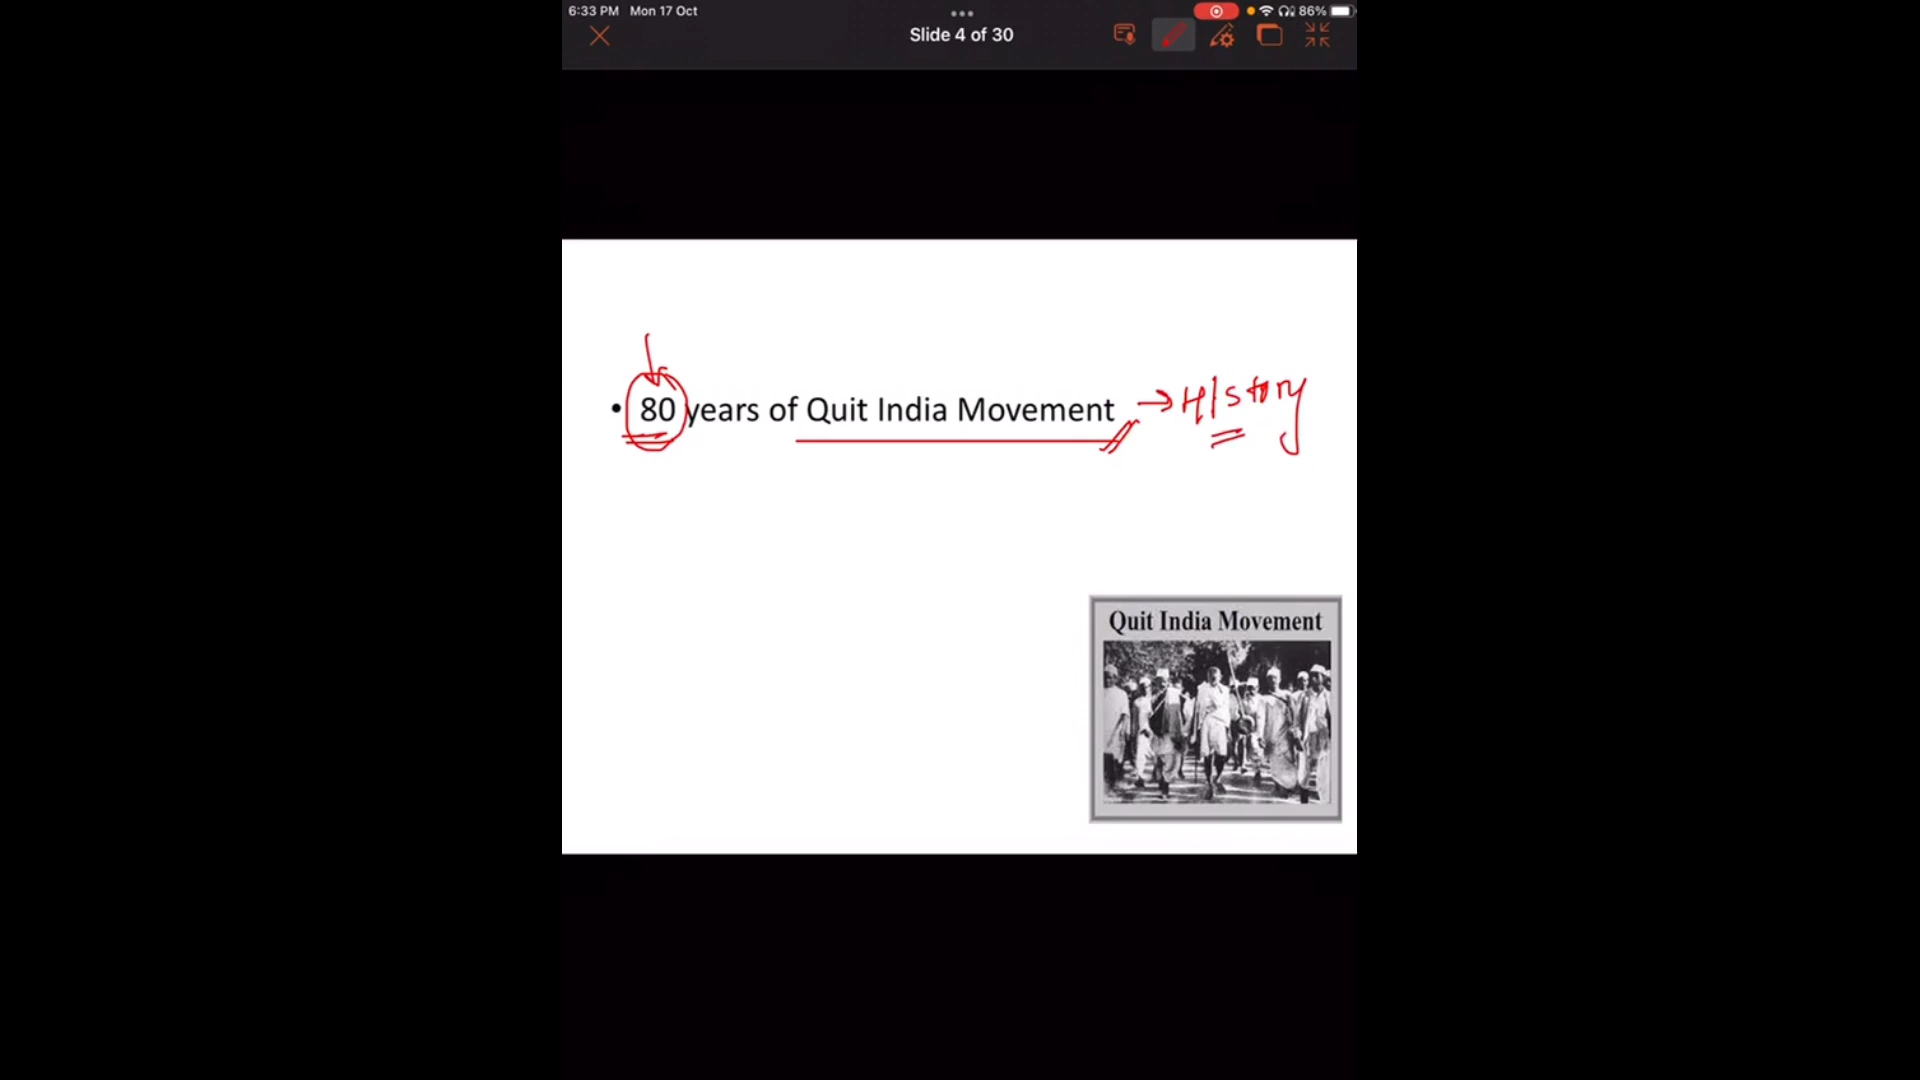 6:33 PM Mon 17 Oct
86%
Slide 4 of 30
• 80 years of Quit India Movement → History
Quit India Movement